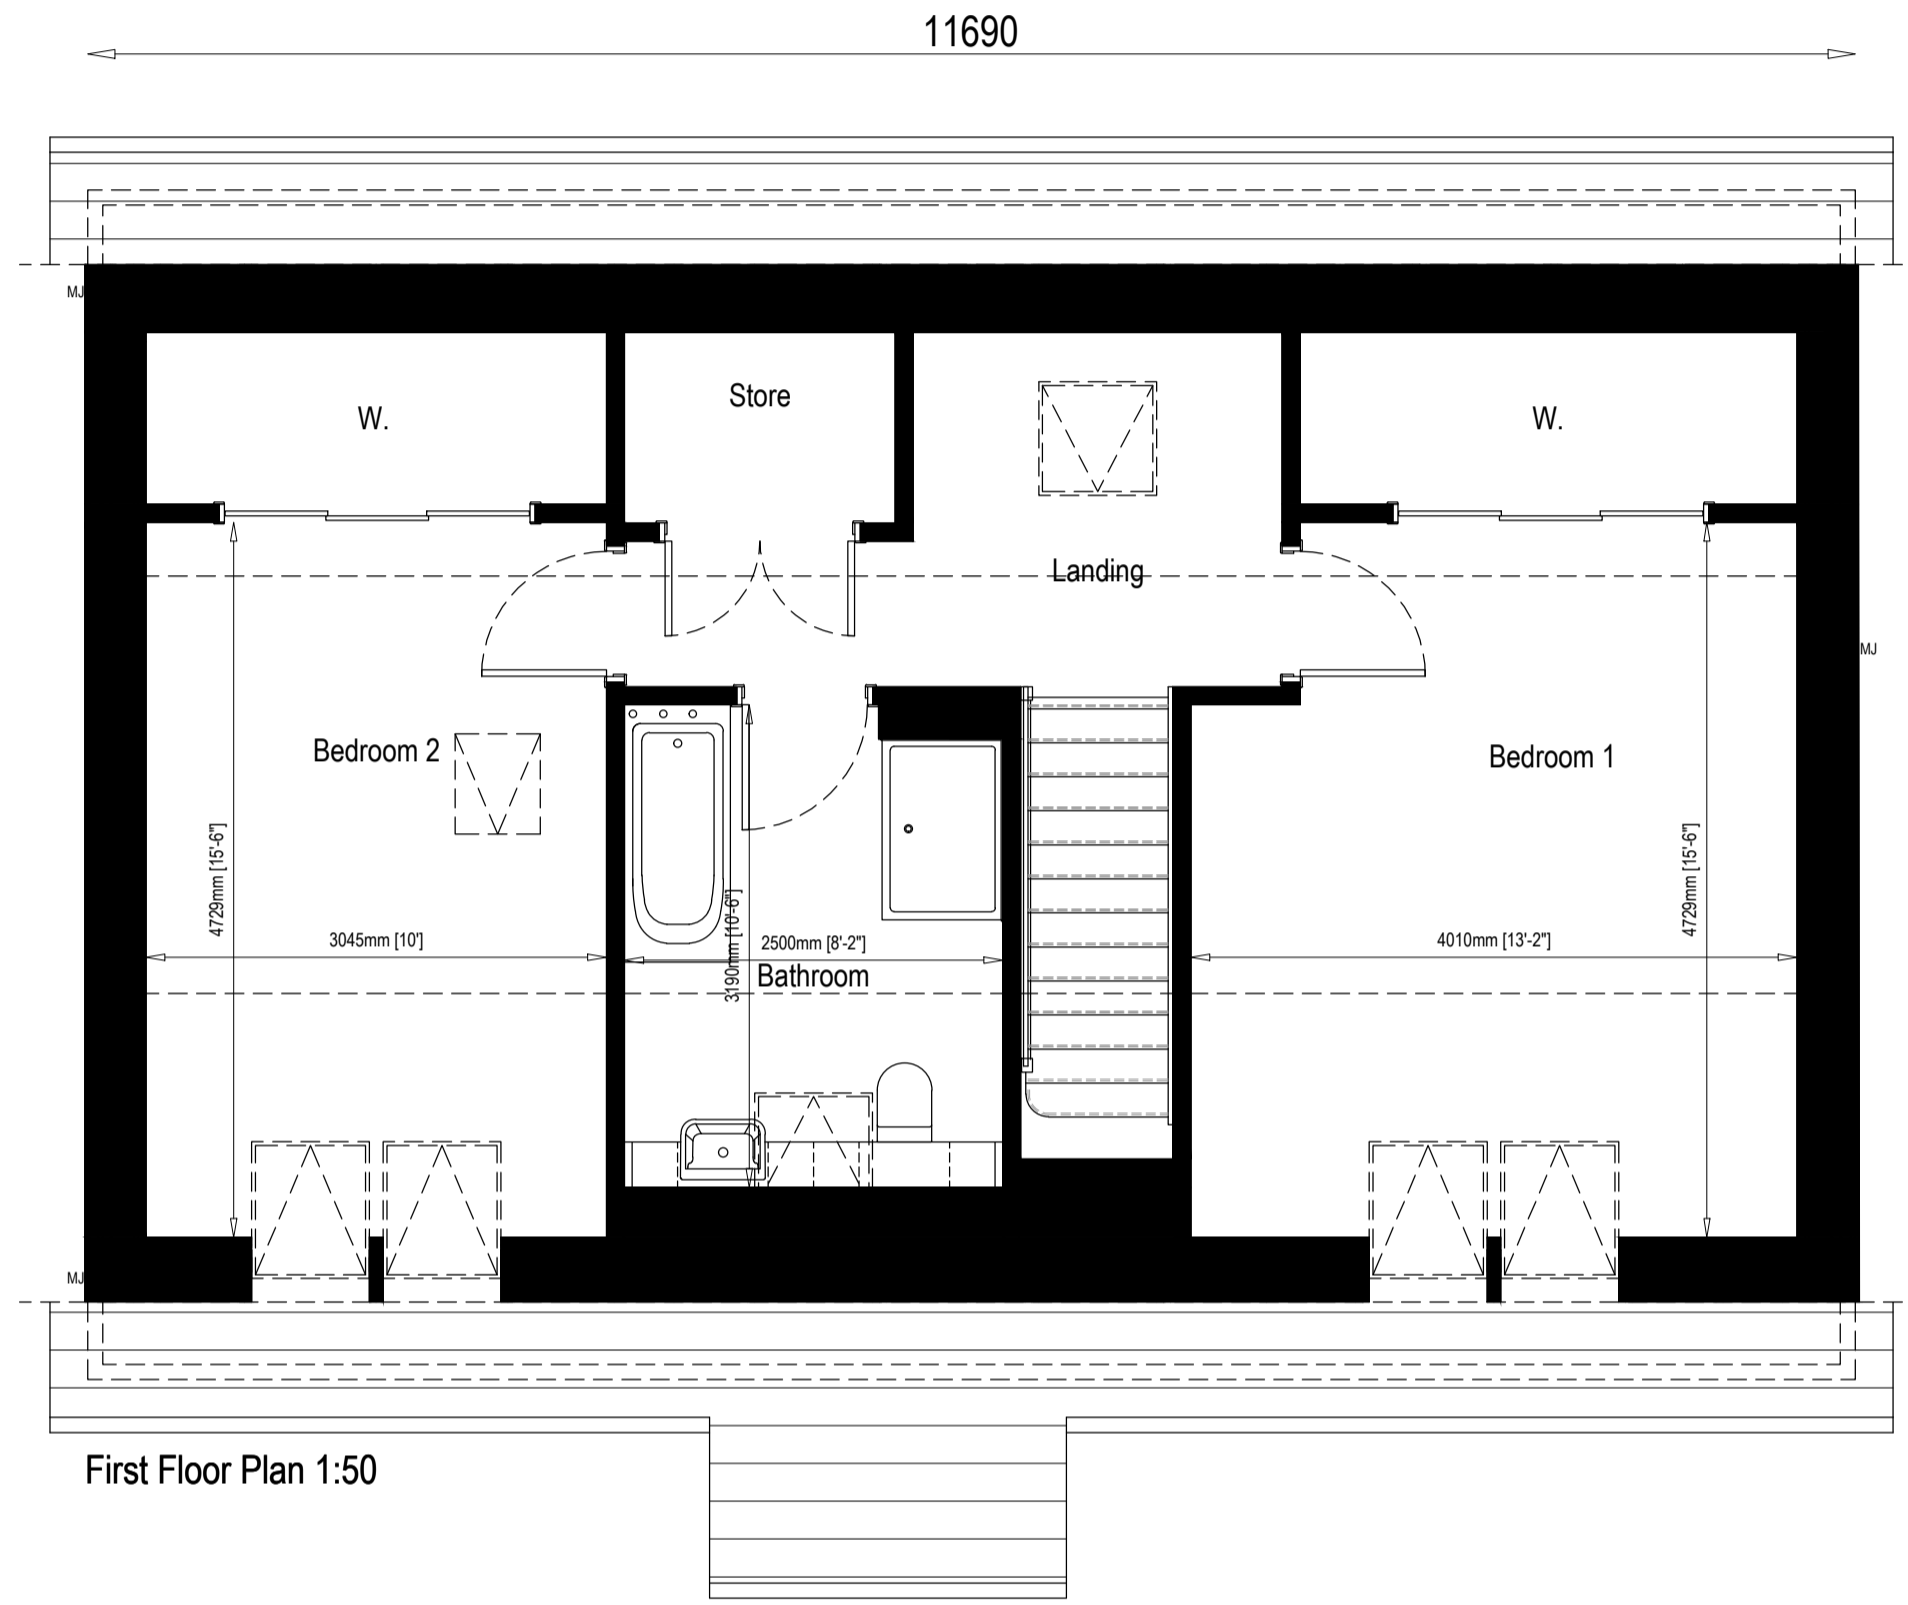 11690
MJ
W.
Store
W.
Landing
MJ
Bedroom 2
Bedroom 1
4729mm [15'-6"]
3045mm [10']
3190mm [10'-6"]
2500mm [8'-2"]
Bathroom
4010mm [13'-2"]
4729mm [15'-6"]
MJ
First Floor Plan 1:50